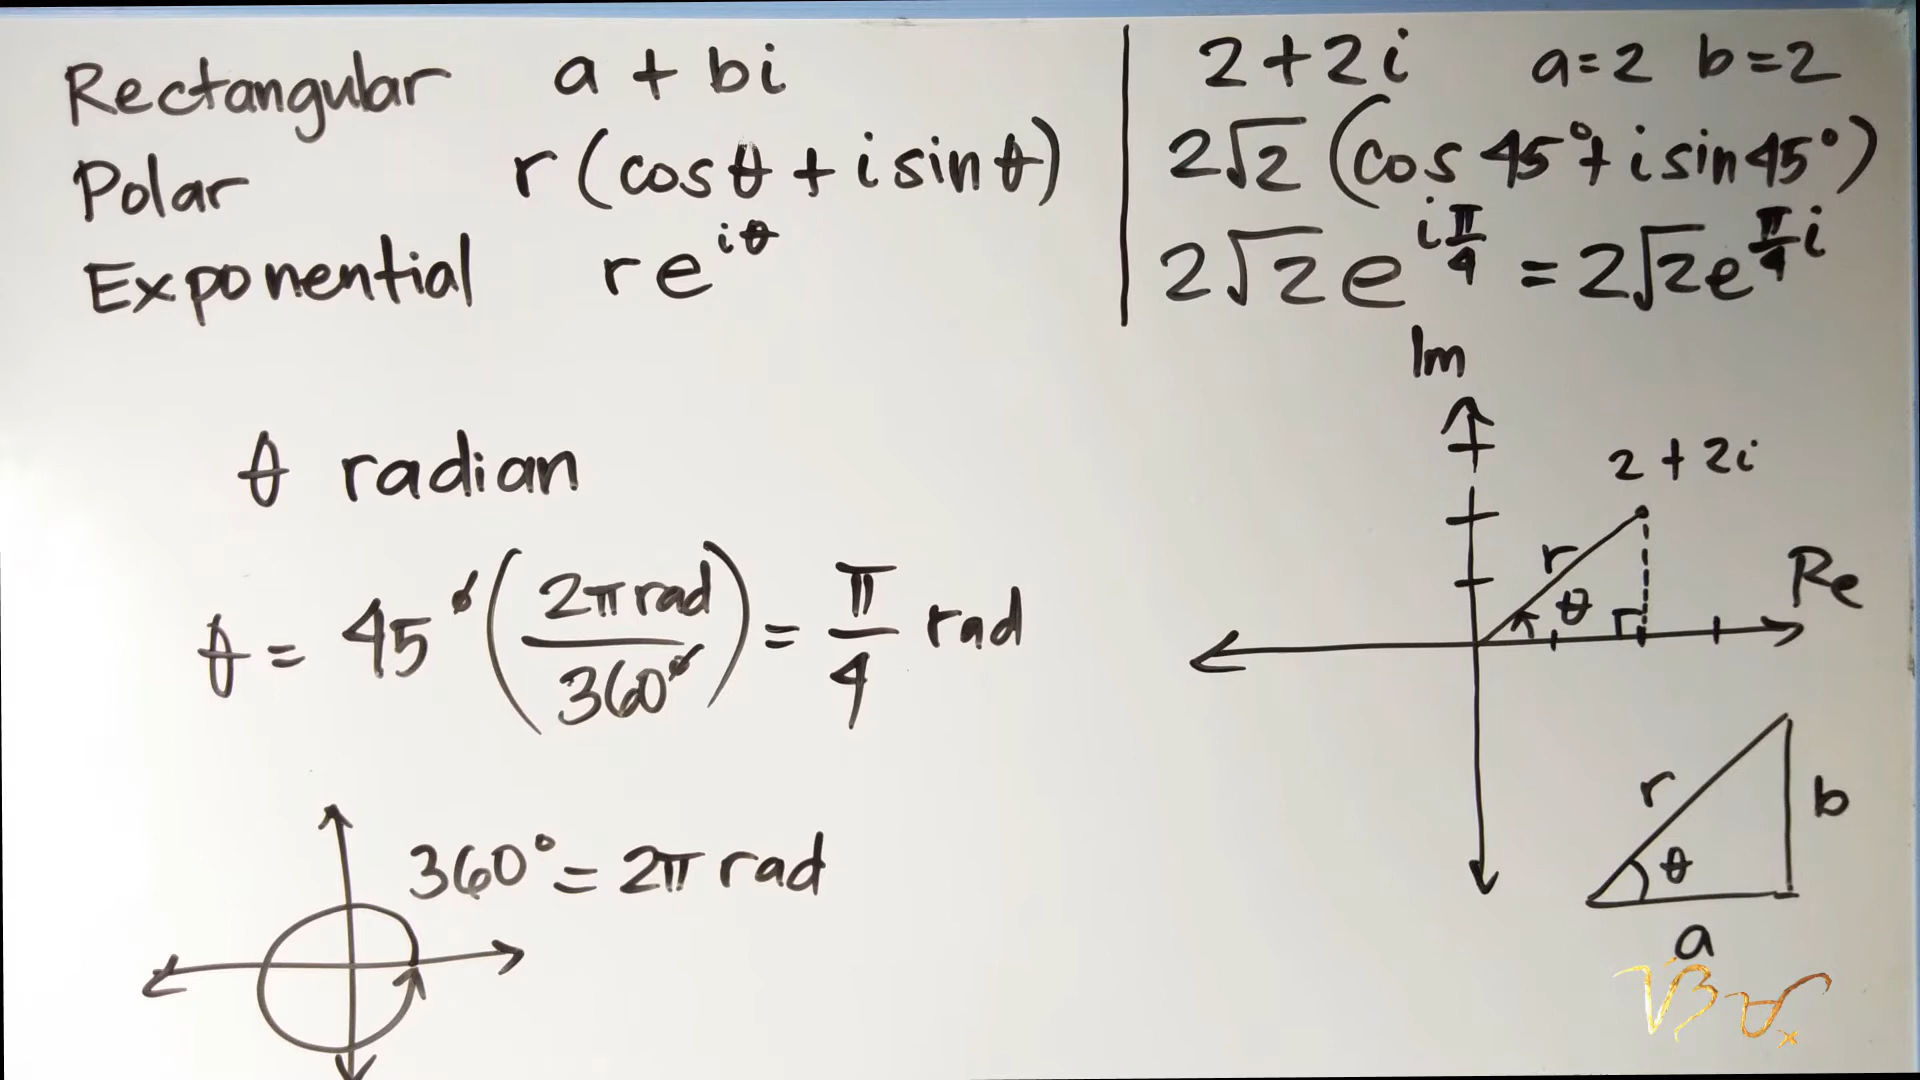 Rectangular a + bi
Polar r(cosθ + i sinθ)
Exponential re^{iθ}
2+2i a=2 b=2
2√2 (cos 45° + i sin 45°)
2√2 e^{i π/4} = 2√2 e^{π/4 i}
θ radian
θ = 45° (2π rad / 360°) = π/4 rad
360° = 2π rad
Im
2 + 2i
r
θ
Re
r
b
θ
a